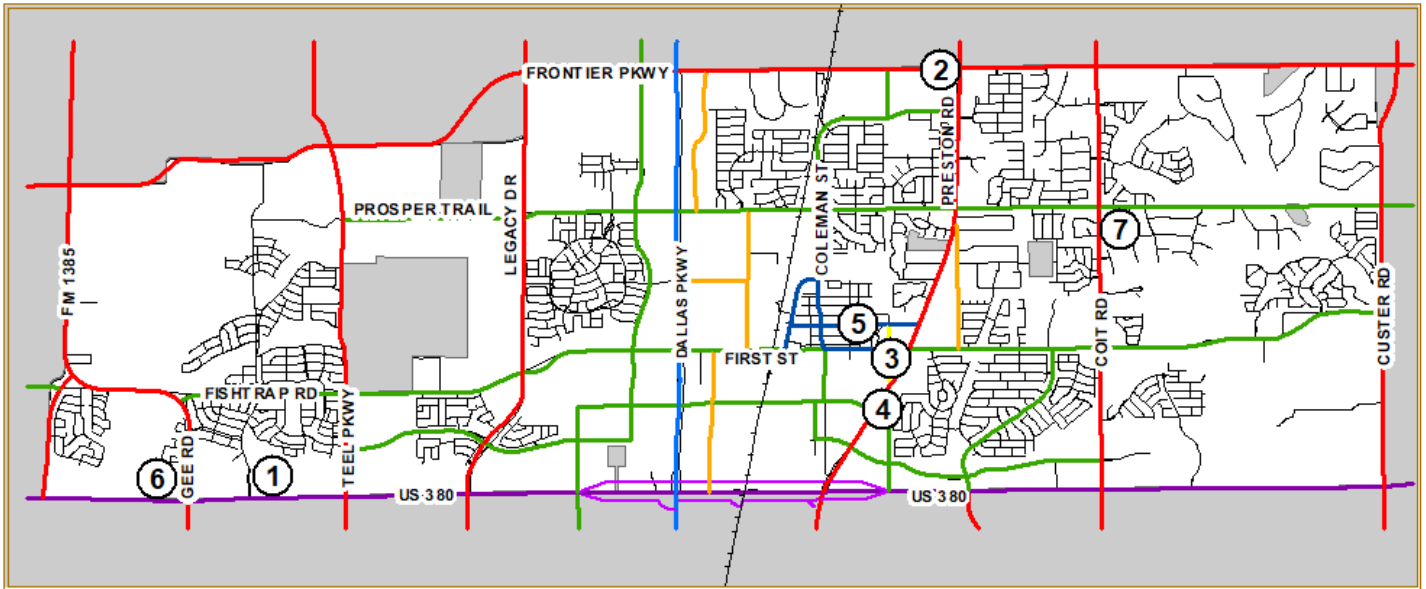 FRONTIER PKWY
2
PRESTON RD
COLEMAN ST
PROSPER TRAIL
LEGACY DR
7
FM 1385
DALLAS PKWY
COIT RD
CUSTER RD
5
FIRST ST
3
FISHTRAP RD
TEEL PKWY
4
GEE RD
6
1
US 380
US 380